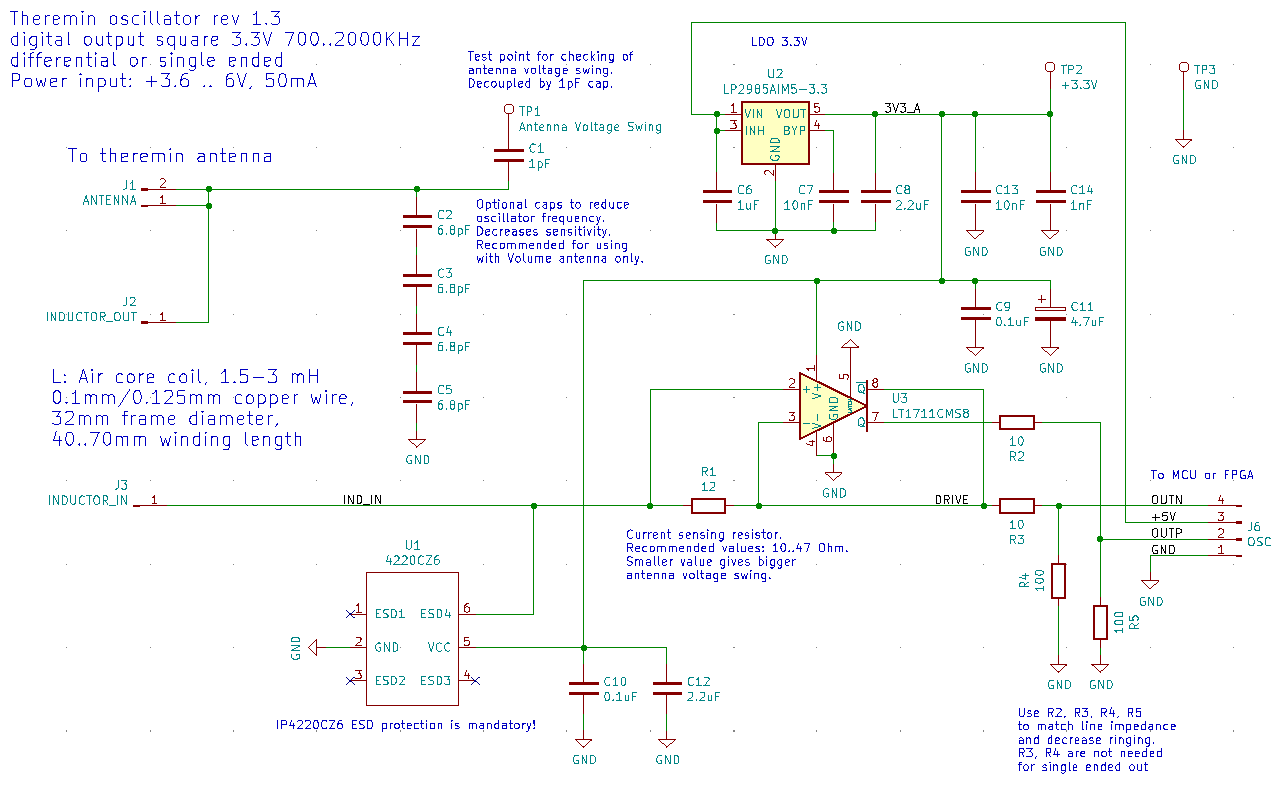 Theremin oscillator rev 1.3
digital output square 3.3V 700..2000KHz
differential or single ended
Power input: +3.6 .. 6V, 50mA
Test point for checking of
antenna voltage swing.
Decoupled by 1pF cap.
TP1
Antenna Voltage Swing
C1
1pF
To theremin antenna
J1
ANTENNA
2
1
J2
INDUCTOR_OUT
1
C2
6.8pF
C3
6.8pF
C4
6.8pF
C5
6.8pF
GND
Optional caps to reduce
oscillator frequency.
Decreases sensitivity.
Recommended for using
with Volume antenna only.
L: Air core coil, 1.5-3 mH
0.1mm/0.125mm copper wire,
32mm frame diameter,
40..70mm winding length
LDO 3.3V
U2
LP2985AIM5-3.3
1
VIN
VOUT
5
3
INH
BYP
4
GND
2
3V3_A
TP2
+3.3V
TP3
GND
GND
C6
1uF
C7
10nF
C8
2.2uF
C13
10nF
C14
1nF
GND
GND
GND
C9
0.1uF
+
C11
4.7uF
GND
GND
GND
1
5
2
+
V+
Q
8
3
-
V-
GND
Q
7
4
6
U3
LT1711CMS8
GND
10
R2
J3
INDUCTOR_IN
1
IND_IN
R1
12
DRIVE
10
R3
Current sensing resistor.
Recommended values: 10..47 Ohm.
Smaller value gives bigger
antenna voltage swing.
To MCU or FPGA
OUTN
4
+5V
3
OUTP
2
GND
1
J6
OSC
GND
R4
100
R5
100
GND
GND
U1
4220CZ6
1
ESD1
ESD4
6
2
GND
VCC
5
3
ESD2
ESD3
4
GND
IP4220CZ6 ESD protection is mandatory!
C10
0.1uF
C12
2.2uF
GND
GND
Use R2, R3, R4, R5
to match line impedance
and decrease ringing.
R3, R4 are not needed
for single ended out